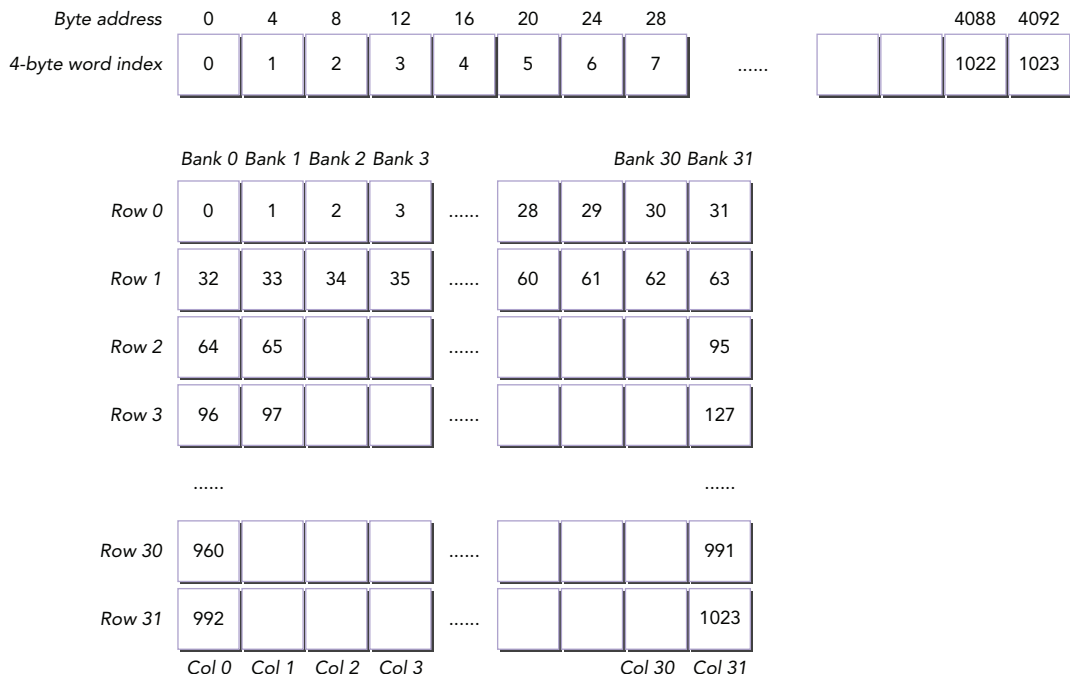 Byte address 0 4 8 12 16 20 24 28 4088 4092
4-byte word index 0 1 2 3 4 5 6 7 ...... 1022 1023
Bank 0 Bank 1 Bank 2 Bank 3 Bank 30 Bank 31
Row 0 0 1 2 3 ...... 28 29 30 31
Row 1 32 33 34 35 ...... 60 61 62 63
Row 2 64 65 ...... 95
Row 3 96 97 ...... 127
...... ......
Row 30 960 ...... 991
Row 31 992 ...... 1023
Col 0 Col 1 Col 2 Col 3 Col 30 Col 31